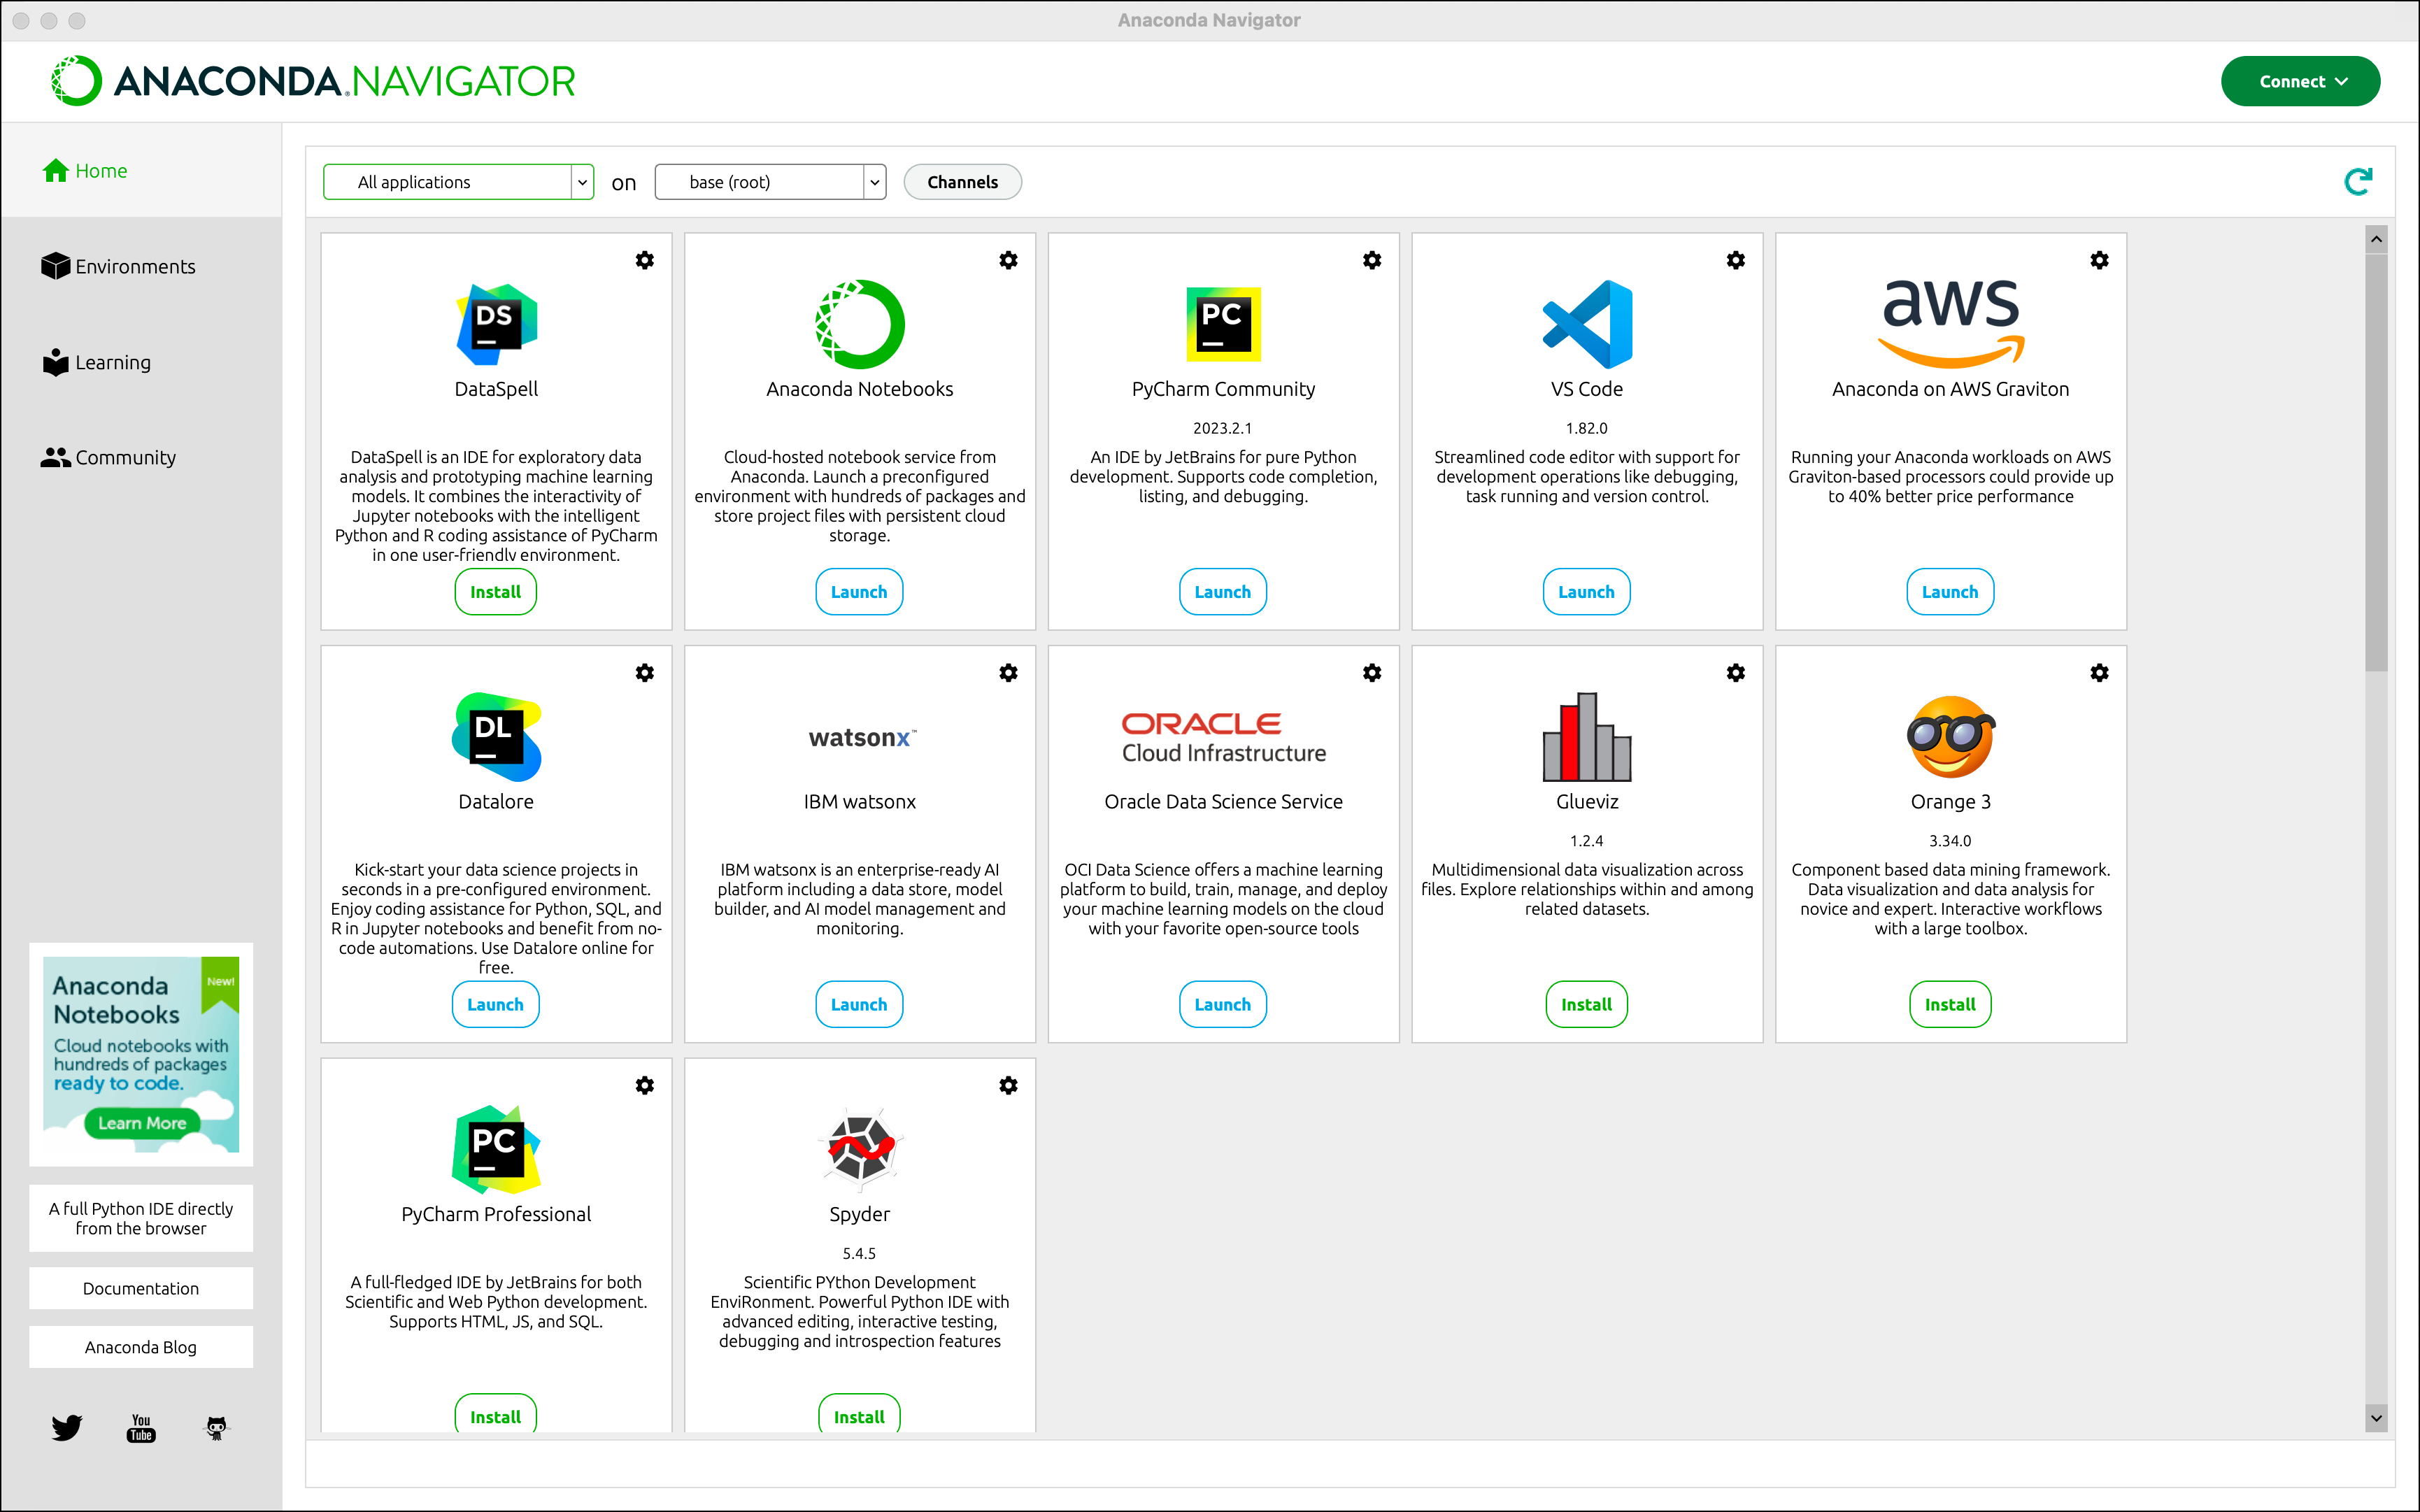 Anaconda Navigator
ANACONDA.NAVIGATOR
Connect
Home
Environments
Learning
Community
All applications
on
base (root)
Channels
DS
DataSpell
DataSpell is an IDE for exploratory data
analysis and prototyping machine learning
models. It combines the interactivity of
Jupyter notebooks with the intelligent
Python and R coding assistance of PyCharm
in one user-friendly environment.
Install
Anaconda Notebooks
Cloud-hosted notebook service from
Anaconda. Launch a preconfigured
environment with hundreds of packages and
store project files with persistent cloud
storage.
Launch
PC
PyCharm Community
2023.2.1
An IDE by JetBrains for pure Python
development. Supports code completion,
listing, and debugging.
Launch
VS Code
1.82.0
Streamlined code editor with support for
development operations like debugging,
task running and version control.
Launch
aws
Anaconda on AWS Graviton
Running your Anaconda workloads on AWS
Graviton-based processors could provide up
to 40% better price performance
Launch
DL
Datalore
Kick-start your data science projects in
seconds in a pre-configured environment.
Enjoy coding assistance for Python, SQL, and
R in Jupyter notebooks and benefit from no-
code automations. Use Datalore online for
free.
Launch
watsonx™
IBM watsonx
IBM watsonx is an enterprise-ready AI
platform including a data store, model
builder, and AI model management and
monitoring.
Launch
ORACLE
Cloud Infrastructure
Oracle Data Science Service
OCI Data Science offers a machine learning
platform to build, train, manage, and deploy
your machine learning models on the cloud
with your favorite open-source tools
Launch
Glueviz
1.2.4
Multidimensional data visualization across
files. Explore relationships within and among
related datasets.
Install
Orange 3
3.34.0
Component based data mining framework.
Data visualization and data analysis for
novice and expert. Interactive workflows
with a large toolbox.
Install
PC
PyCharm Professional
A full-fledged IDE by JetBrains for both
Scientific and Web Python development.
Supports HTML, JS, and SQL.
Install
Spyder
5.4.5
Scientific PYthon Development
EnviRonment. Powerful Python IDE with
advanced editing, interactive testing,
debugging and introspection features
Install
New!
Anaconda
Notebooks
Cloud notebooks with
hundreds of packages
ready to code.
Learn More
A full Python IDE directly
from the browser
Documentation
Anaconda Blog
You
Tube